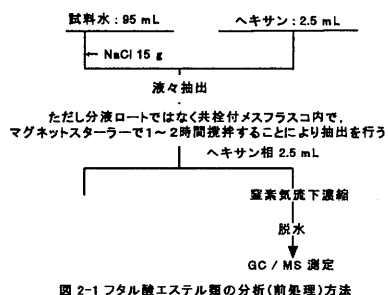 試料水：95 mL
ヘキサン：2.5 mL
NaCl 15 g
液々抽出
ただし分液ロートではなく共栓付メスフラスコ内で，
マグネットスターラーで1～2時間撹拌することにより抽出を行う
ヘキサン相 2.5 mL
窒素気流下濃縮
脱水
GC / MS 測定
図 2-1 フタル酸エステル類の分析(前処理)方法